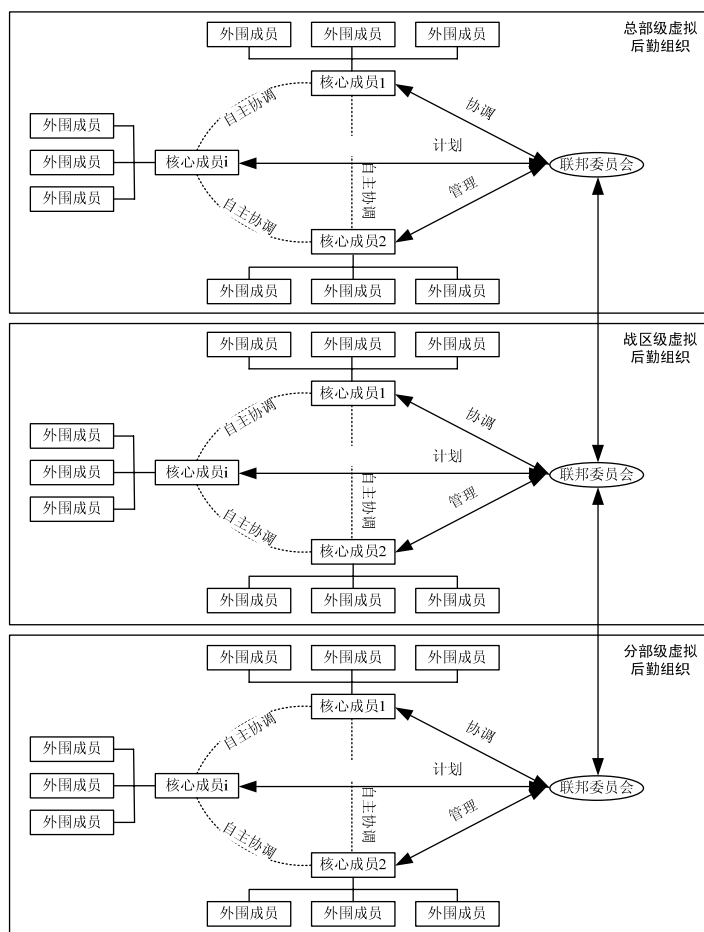 总部级虚拟
后勤组织
外围成员
外围成员
外围成员
核心成员1
自主协调
协调
外围成员
外围成员
外围成员
核心成员i
计划
联邦委员会
自主协调
管理
自主协调
核心成员2
外围成员
外围成员
外围成员
战区级虚拟
后勤组织
外围成员
外围成员
外围成员
核心成员1
自主协调
协调
外围成员
外围成员
外围成员
核心成员i
计划
联邦委员会
自主协调
管理
自主协调
核心成员2
外围成员
外围成员
外围成员
分部级虚拟
后勤组织
外围成员
外围成员
外围成员
核心成员1
自主协调
协调
外围成员
外围成员
外围成员
核心成员i
计划
联邦委员会
自主协调
管理
自主协调
核心成员2
外围成员
外围成员
外围成员